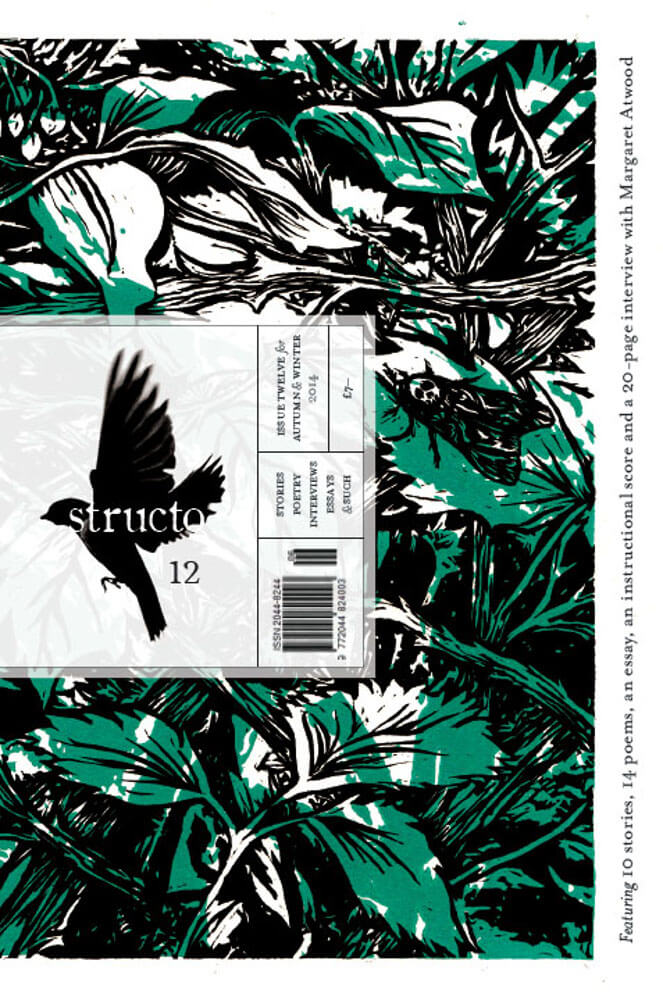 structo
12
ISSUE TWELVE for
AUTUMN & WINTER
2014
£7–
STORIES
POETRY
INTERVIEWS
ESSAYS
& SUCH
06
ISSN 2044-8244
9 772044 824003
Featuring 10 stories, 14 poems, an essay, an instructional score and a 20-page interview with Margaret Atwood